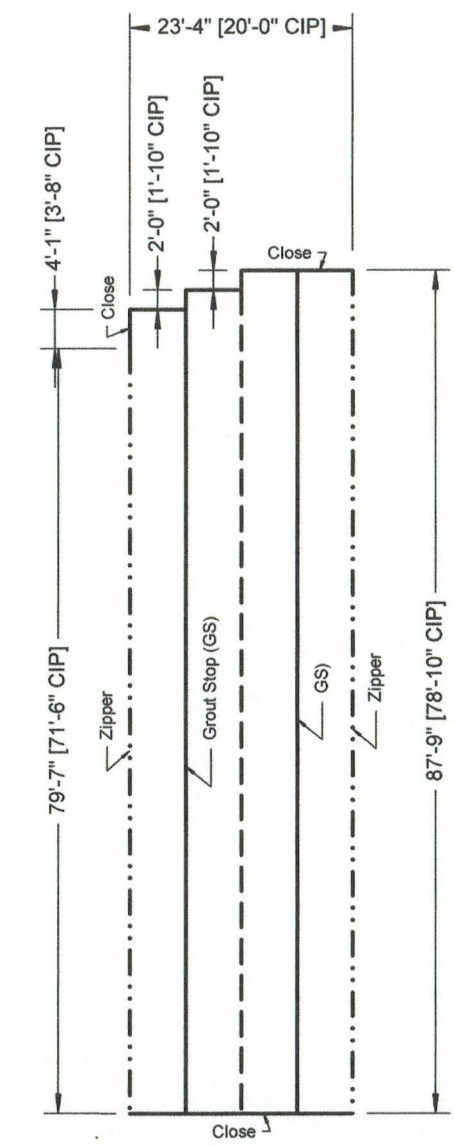 23'-4" [20'-0" CIP]
4'-1" [3'-8" CIP]
2'-0" [1'-10" CIP]
2'-0" [1'-10" CIP]
Close
Close
79'-7" [71'-6" CIP]
Zipper
Grout Stop (GS)
GS)
Zipper
87'-9" [78'-10" CIP]
Close